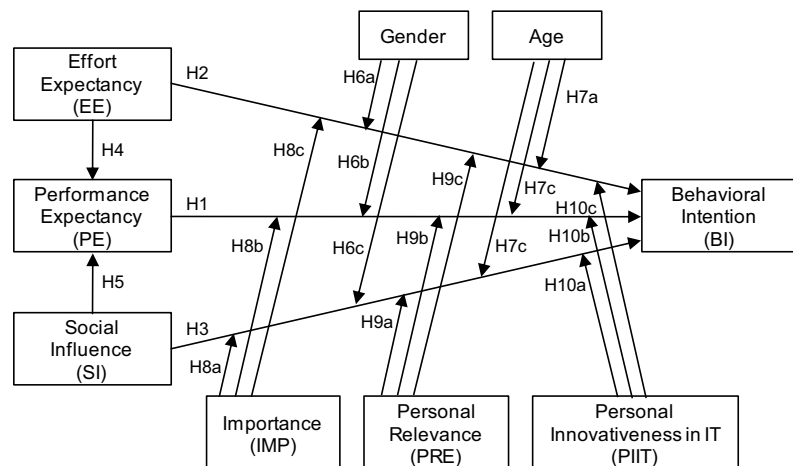 Gender
Age
Effort
Expectancy
(EE)
H2
H6a
H7a
H4
H8c
H6b
H9c
H7c
Performance
Expectancy
(PE)
H1
H10c
Behavioral
Intention
(BI)
H8b
H6c
H9b
H7c
H10b
H5
H10a
Social
Influence
(SI)
H3
H9a
H8a
Importance
(IMP)
Personal
Relevance
(PRE)
Personal
Innovativeness in IT
(PIIT)